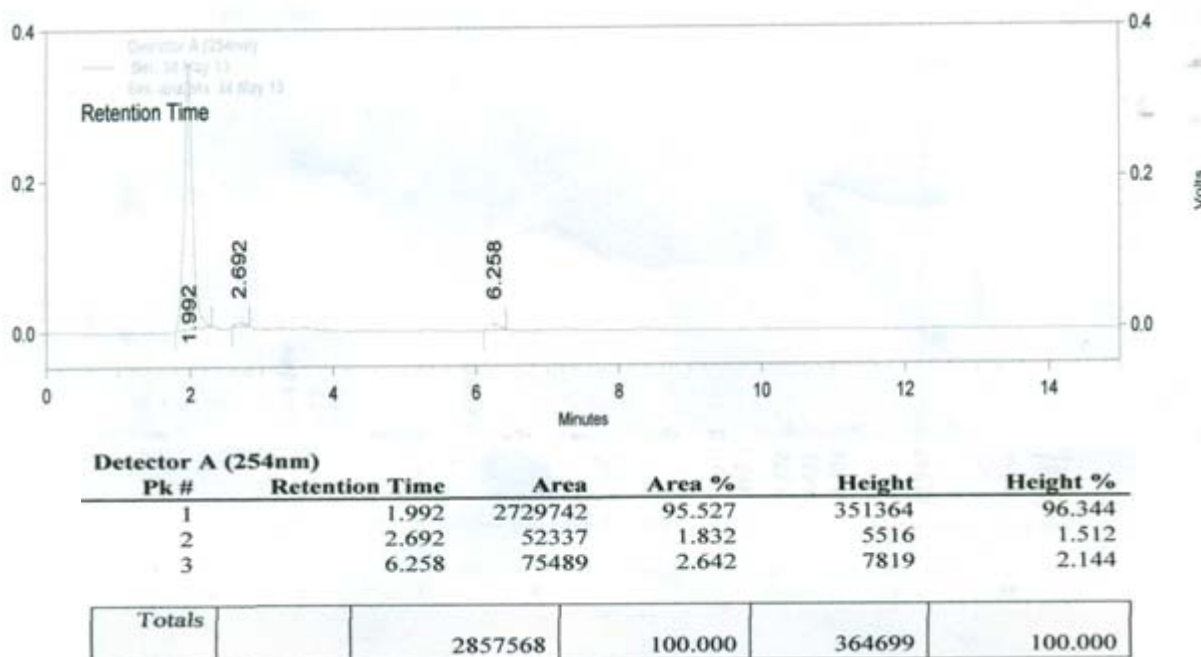 0.4
0.4
Detector A (254nm)
Retention Time
0.2
0.2
Volts
1.992
2.692
6.258
0.0
0.0
0 2 4 6 8 10 12 14
Minutes
Detector A (254nm)
Pk # Retention Time Area Area % Height Height %
1 1.992 2729742 95.527 351364 96.344
2 2.692 52337 1.832 5516 1.512
3 6.258 75489 2.642 7819 2.144
Totals
2857568 100.000 364699 100.000